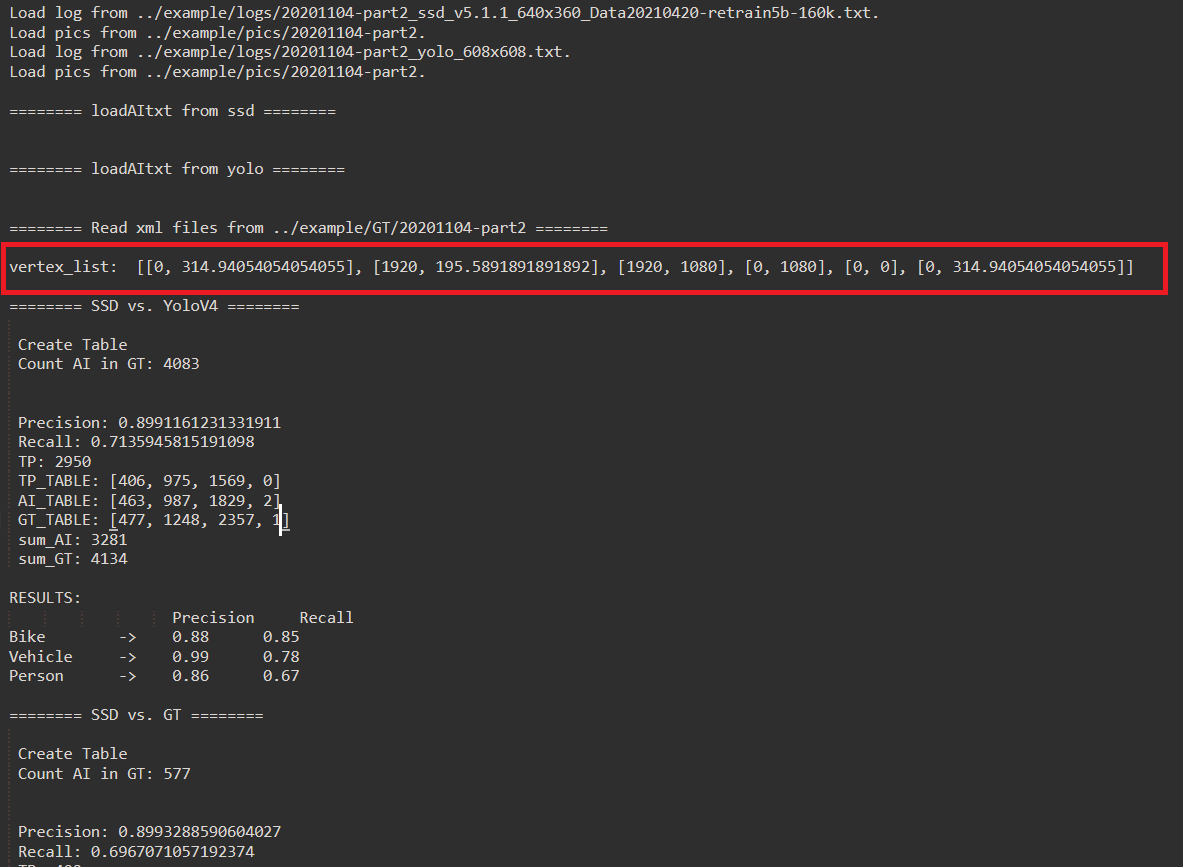 Load log from ../example/logs/20201104-part2_ssd_v5.1.1_640x360_Data20210420-retrain5b-160k.txt.
Load pics from ../example/pics/20201104-part2.
Load log from ../example/logs/20201104-part2_yolo_608x608.txt.
Load pics from ../example/pics/20201104-part2.
======== loadAItxt from ssd ========
======== loadAItxt from yolo ========
======== Read xml files from ../example/GT/20201104-part2 ========
vertex_list:  [[0, 314.94054054054055], [1920, 195.5891891891892], [1920, 1080], [0, 1080], [0, 0], [0, 314.94054054054055]]
======== SSD vs. YoloV4 ========
Create Table
Count AI in GT: 4083
Precision: 0.8991161231331911
Recall: 0.7135945815191098
TP: 2950
TP_TABLE: [406, 975, 1569, 0]
AI_TABLE: [463, 987, 1829, 2]
GT_TABLE: [477, 1248, 2357, 1]
sum_AI: 3281
sum_GT: 4134
RESULTS:
Precision     Recall
Bike        ->    0.88      0.85
Vehicle     ->    0.99      0.78
Person      ->    0.86      0.67
======== SSD vs. GT ========
Create Table
Count AI in GT: 577
Precision: 0.8993288590604027
Recall: 0.6967071057192374